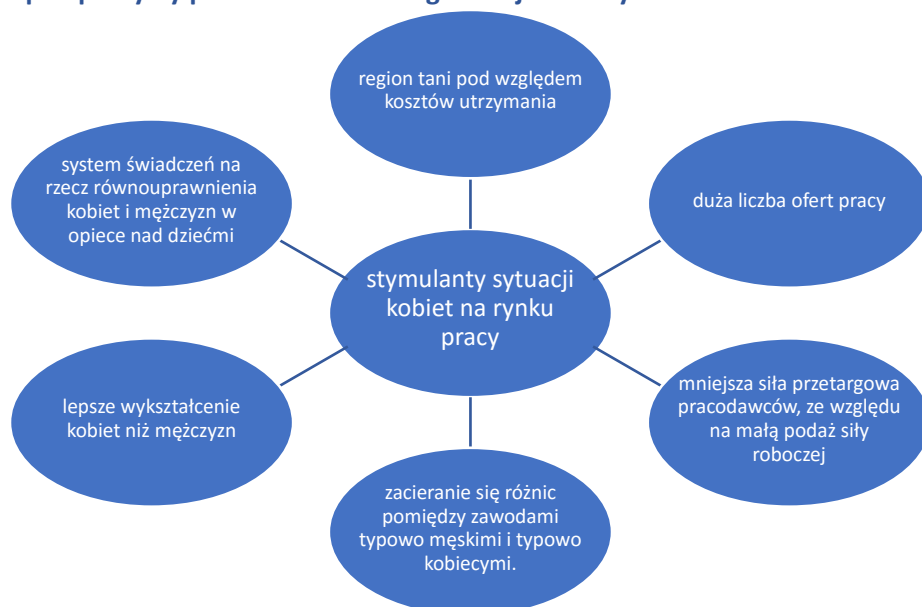 region tani pod względem
kosztów utrzymania
system świadczeń na
rzecz równouprawnienia
kobiet i mężczyzn w
opiece nad dziećmi
duża liczba ofert pracy
stymulanty sytuacji
kobiet na rynku
pracy
lepsze wykształcenie
kobiet niż mężczyzn
mniejsza siła przetargowa
pracodawców, ze względu
na małą podaż siły
roboczej
zacieranie się różnic
pomiędzy zawodami
typowo męskimi i typowo
kobiecymi.